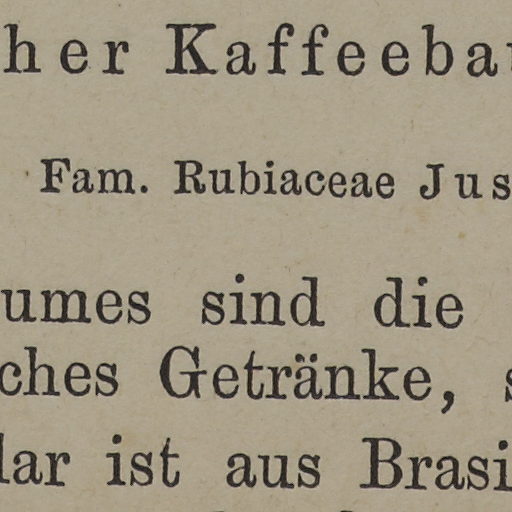 her Kaffeeba
Fam. Rubiaceae Jus
umes sind die
ches Getränke,
lar ist aus Brasi